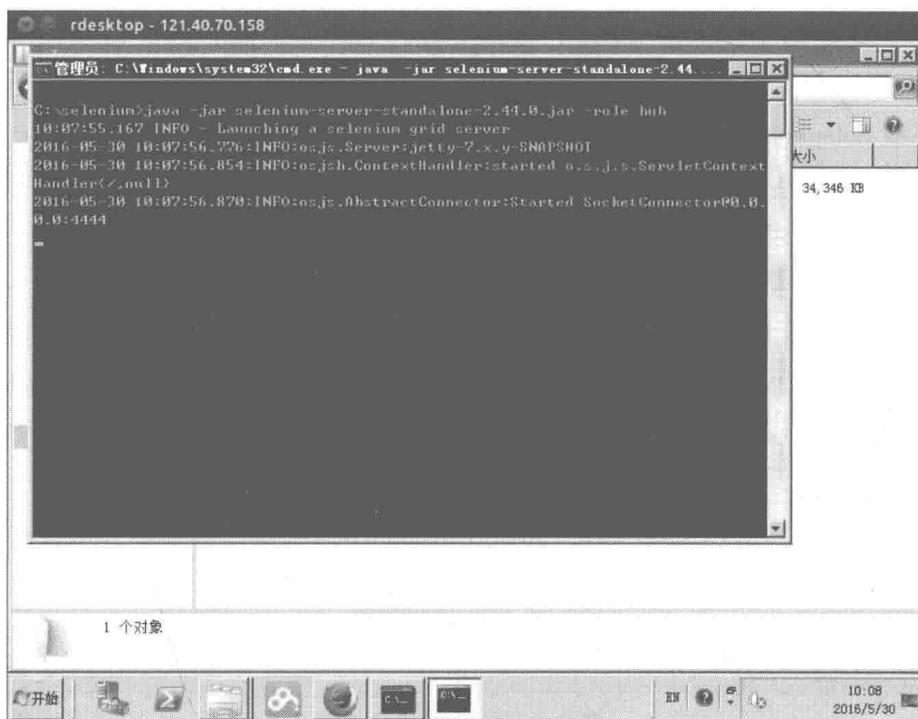 rdesktop - 121.40.70.158
管理员: C:\Windows\system32\cmd.exe - java -jar selenium-server-standalone-2.44....
C:\selenium>java -jar selenium-server-standalone-2.44.0.jar -role hub
10:07:55.167 INFO - Launching a selenium grid server
2016-05-30 10:07:56.776:INFO:osjs.Server:jetty-7.x.y-SNAPSHOT
2016-05-30 10:07:56.854:INFO:osjsh.ContextHandler:started o.s.j.s.ServletContext
Handler{/,null}
2016-05-30 10:07:56.870:INFO:osjs.AbstractConnector:Started SocketConnector@0.0.
0.0:4444
大小
34,346 KB
1 个对象
开始
C:\...
C:\...
EN
10:08
2016/5/30